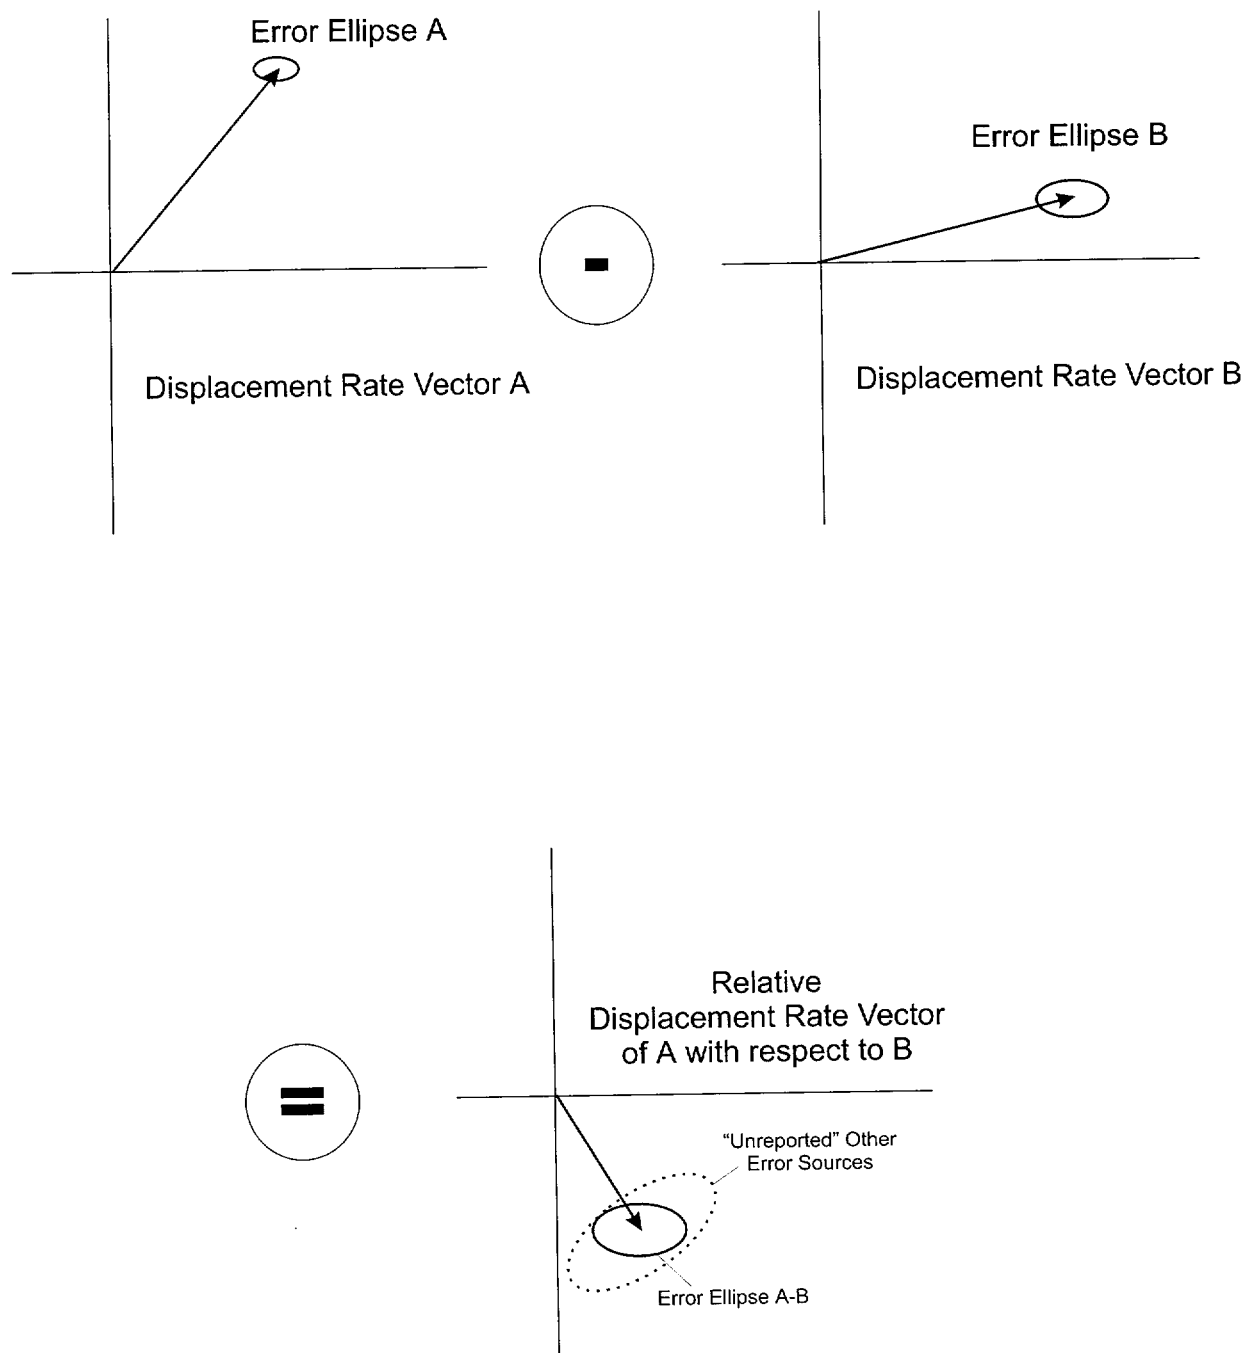 Error Ellipse A
Error Ellipse B
-
Displacement Rate Vector A
Displacement Rate Vector B
Relative
Displacement Rate Vector
of A with respect to B
=
“Unreported” Other
Error Sources
Error Ellipse A-B